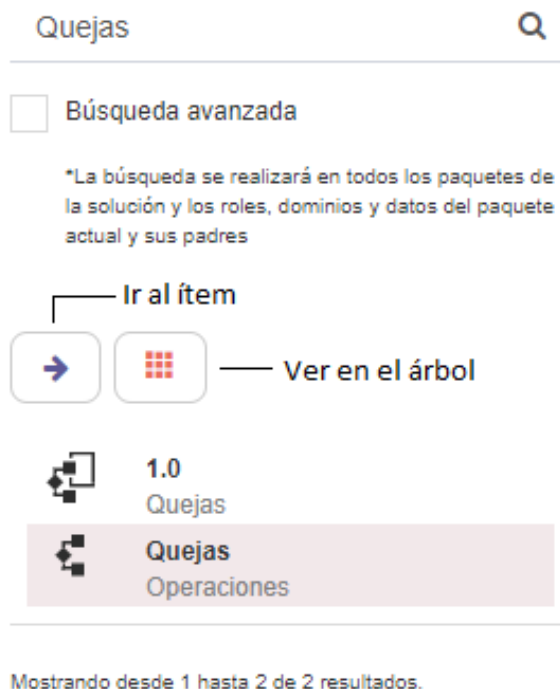 Quejas
Búsqueda avanzada
*La búsqueda se realizará en todos los paquetes de
la solución y los roles, dominios y datos del paquete
actual y sus padres
Ir al ítem
Ver en el árbol
1.0
Quejas
Quejas
Operaciones
Mostrando desde 1 hasta 2 de 2 resultados.